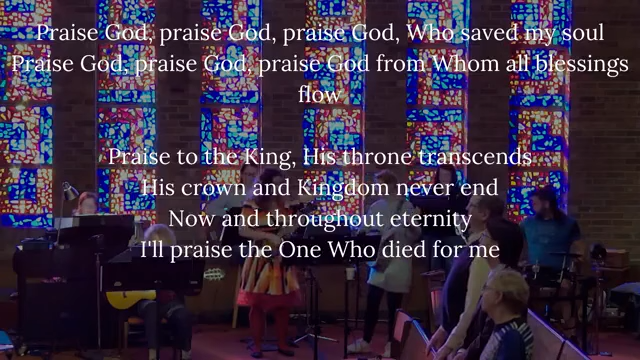 Praise God, praise God, praise God, Who saved my soul
Praise God, praise God, praise God from Whom all blessings
flow
Praise to the King, His throne transcends
His crown and Kingdom never end
Now and throughout eternity
I'll praise the One Who died for me